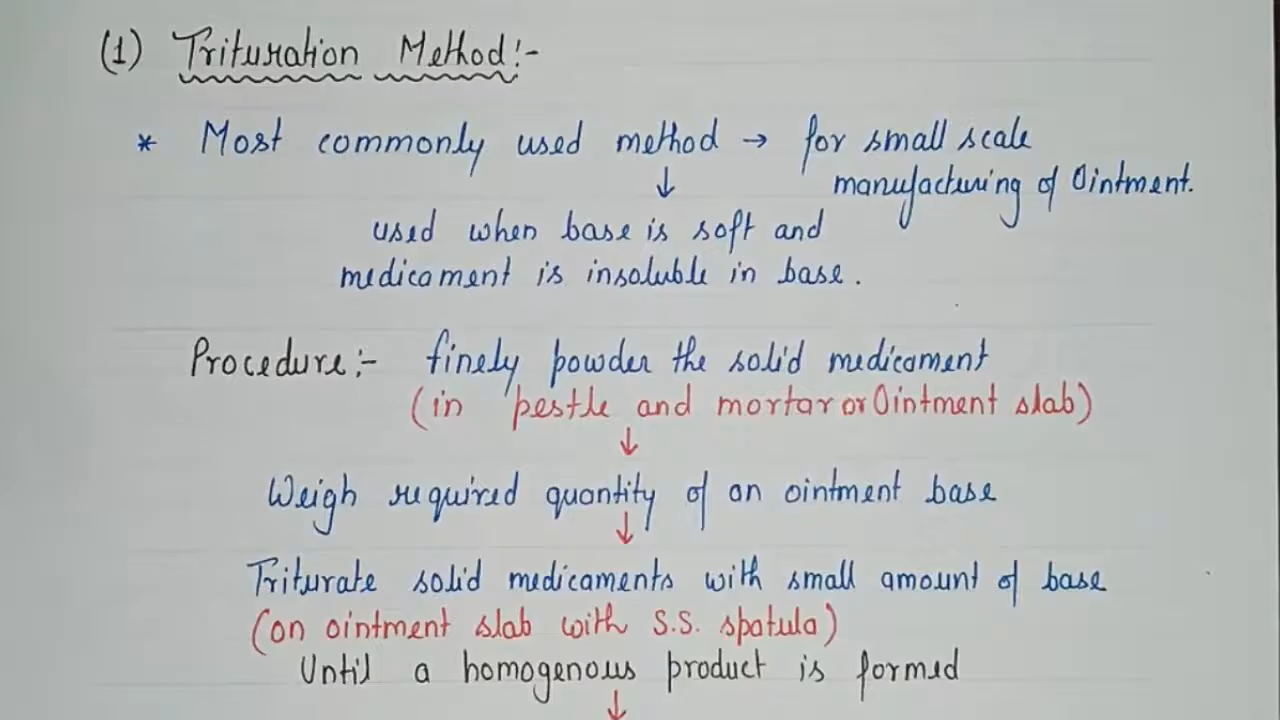 (1) Trituration Method:-
* Most commonly used method → for small scale
manufacturing of Ointment.
↓
used when base is soft and
medicament is insoluble in base.
Procedure:- finely powder the solid medicament
(in pestle and mortar or Ointment slab)
↓
Weigh required quantity of an ointment base
↓
Triturate solid medicaments with small amount of base
(on ointment slab with S.S. spatula)
Until a homogenous product is formed
↓